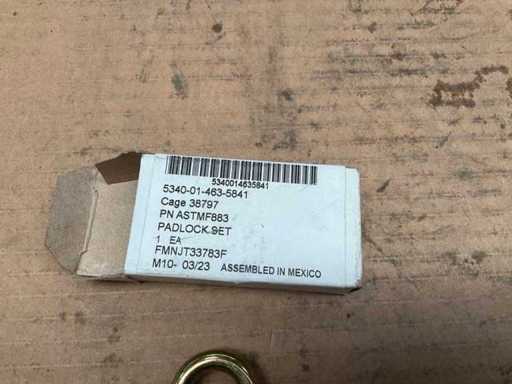 5340014635841
5340-01-463-5841
Cage 38797
PN ASTMF883
PADLOCK SET
1 EA
FMNJT33783F
M10- 03/23 ASSEMBLED IN MEXICO